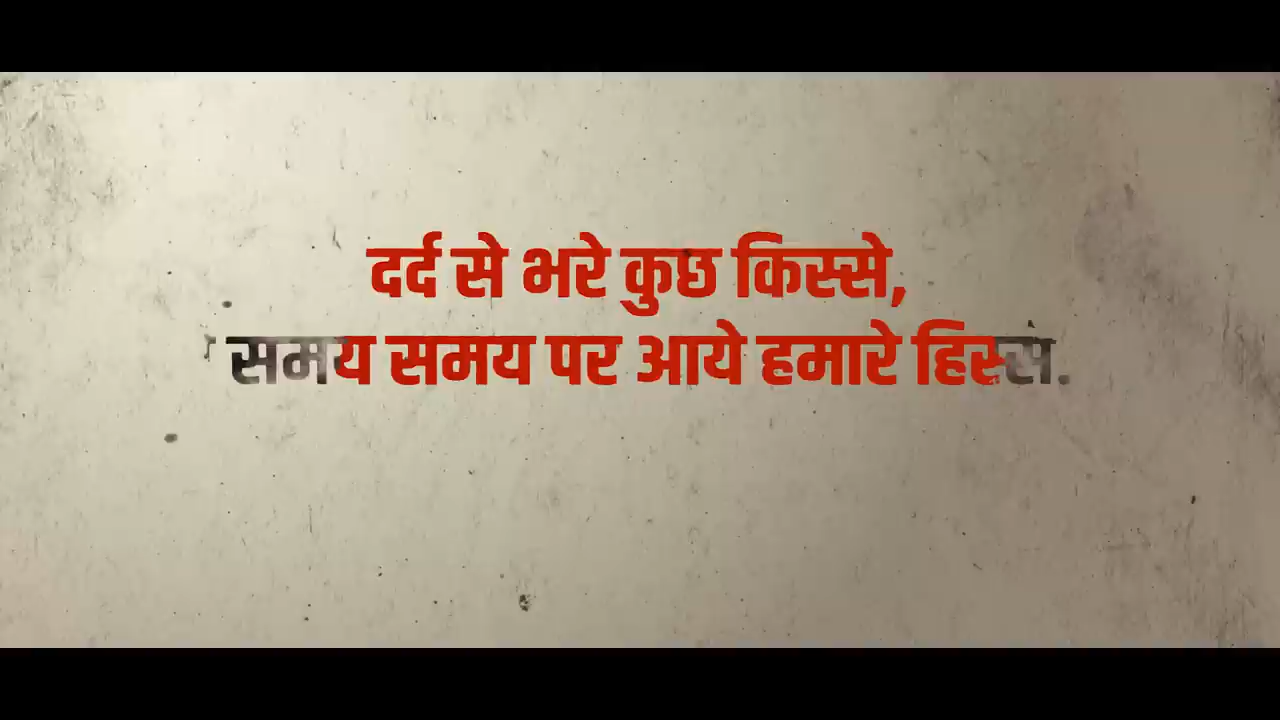 दर्द से भरे कुछ किस्से,
समय समय पर आये हमारे हिस्से.